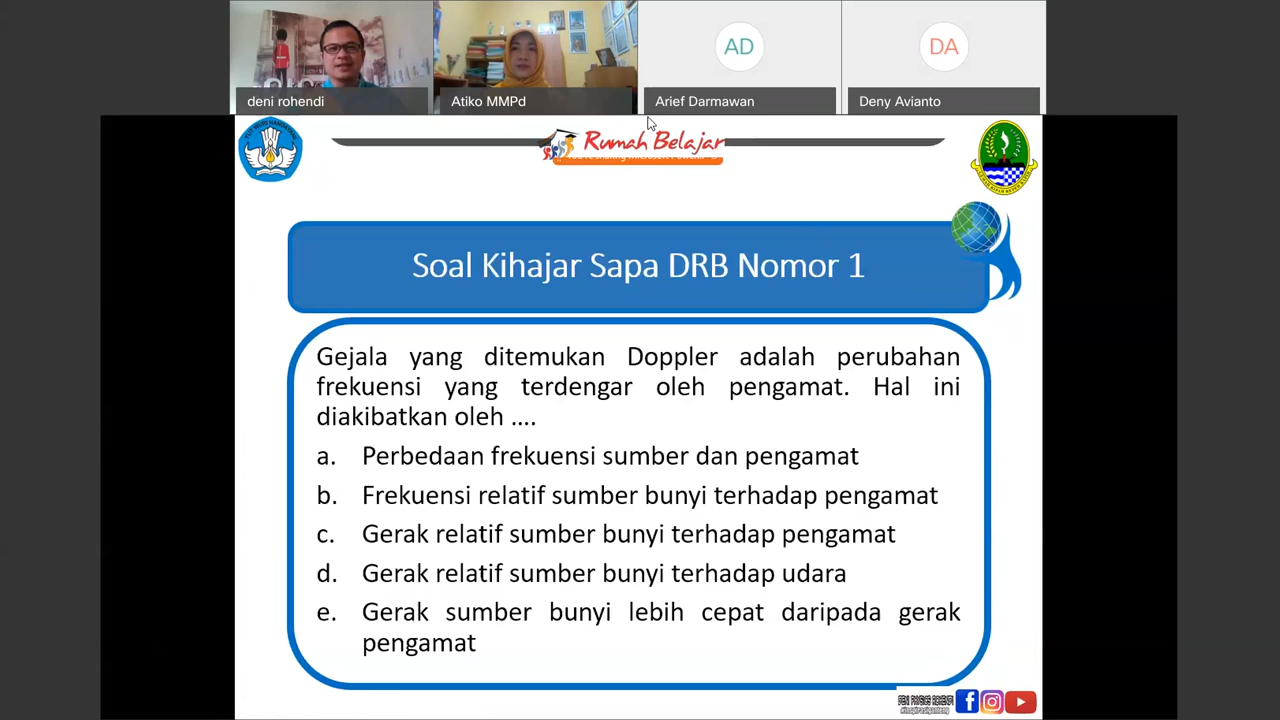 deni rohendi
Atiko MMPd
AD
Arief Darmawan
DA
Deny Avianto
Rumah Belajar
Soal Kihajar Sapa DRB Nomor 1
Gejala yang ditemukan Doppler adalah perubahan
frekuensi yang terdengar oleh pengamat. Hal ini
diakibatkan oleh ....
a. Perbedaan frekuensi sumber dan pengamat
b. Frekuensi relatif sumber bunyi terhadap pengamat
c. Gerak relatif sumber bunyi terhadap pengamat
d. Gerak relatif sumber bunyi terhadap udara
e. Gerak sumber bunyi lebih cepat daripada gerak
pengamat
DENI PHYSICS ROHENDI